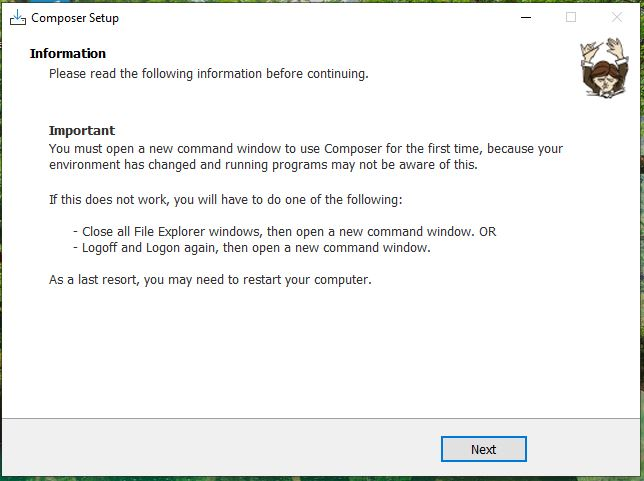 Composer Setup
Information
Please read the following information before continuing.
Important
You must open a new command window to use Composer for the first time, because your
environment has changed and running programs may not be aware of this.
If this does not work, you will have to do one of the following:
- Close all File Explorer windows, then open a new command window. OR
- Logoff and Logon again, then open a new command window.
As a last resort, you may need to restart your computer.
Next